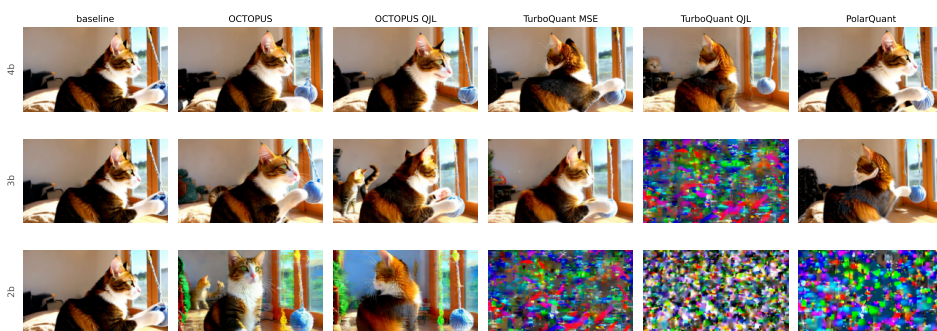 baseline OCTOPUS OCTOPUS QJL TurboQuant MSE TurboQuant QJL PolarQuant
4b
3b
2b